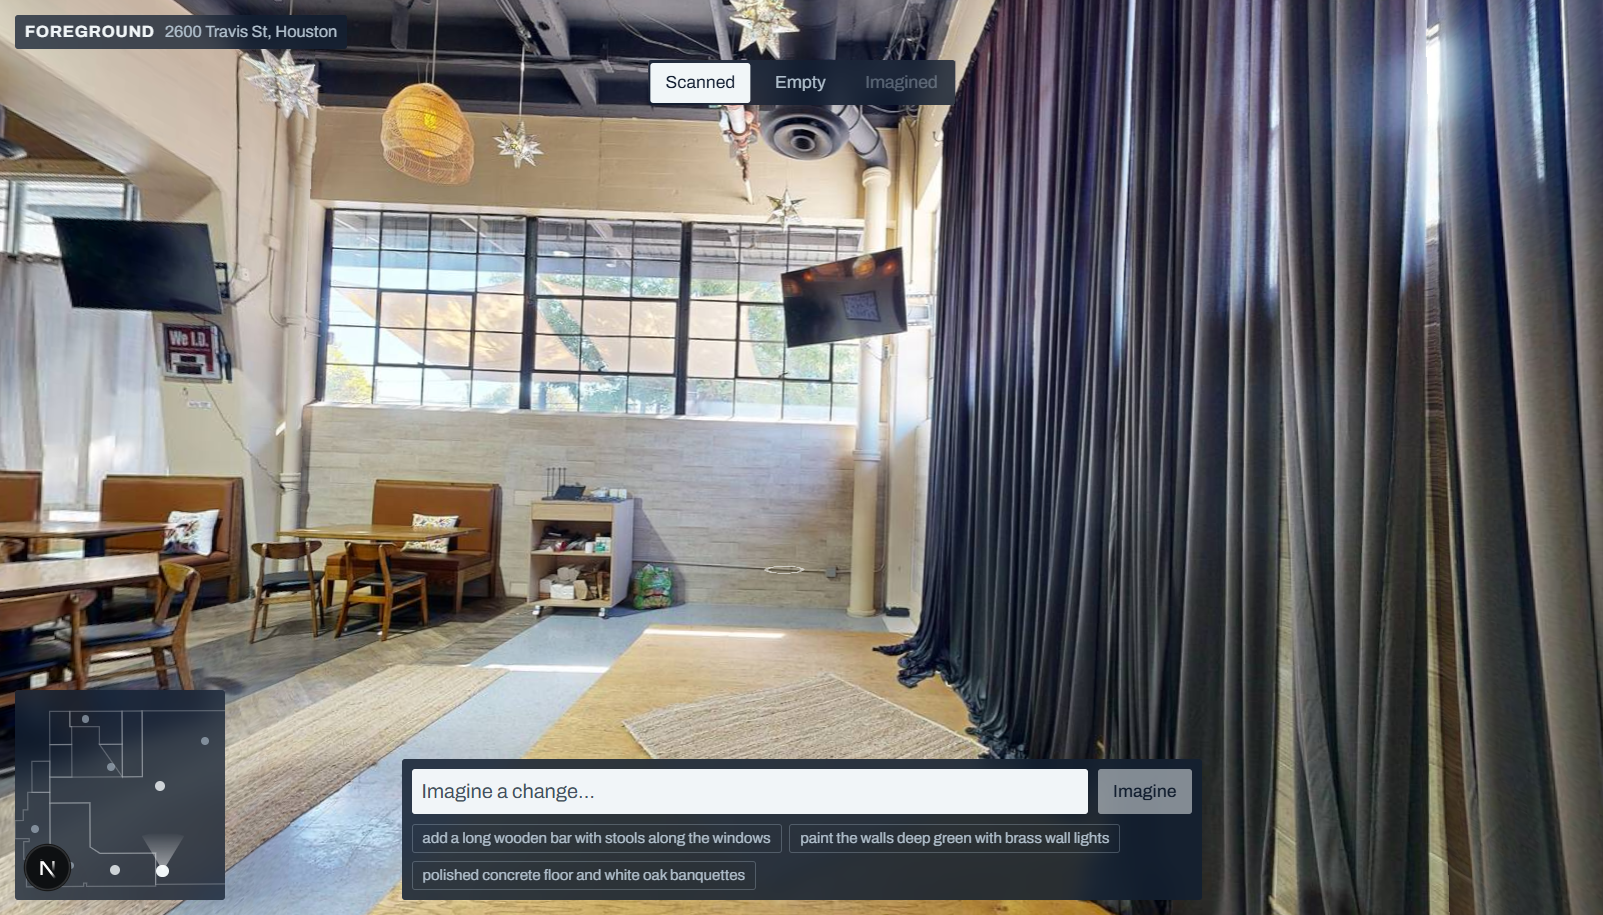 FOREGROUND 2600 Travis St, Houston
Scanned Empty Imagined
We I.D.
Imagine a change... Imagine
add a long wooden bar with stools along the windows paint the walls deep green with brass wall lights
polished concrete floor and white oak banquettes
N